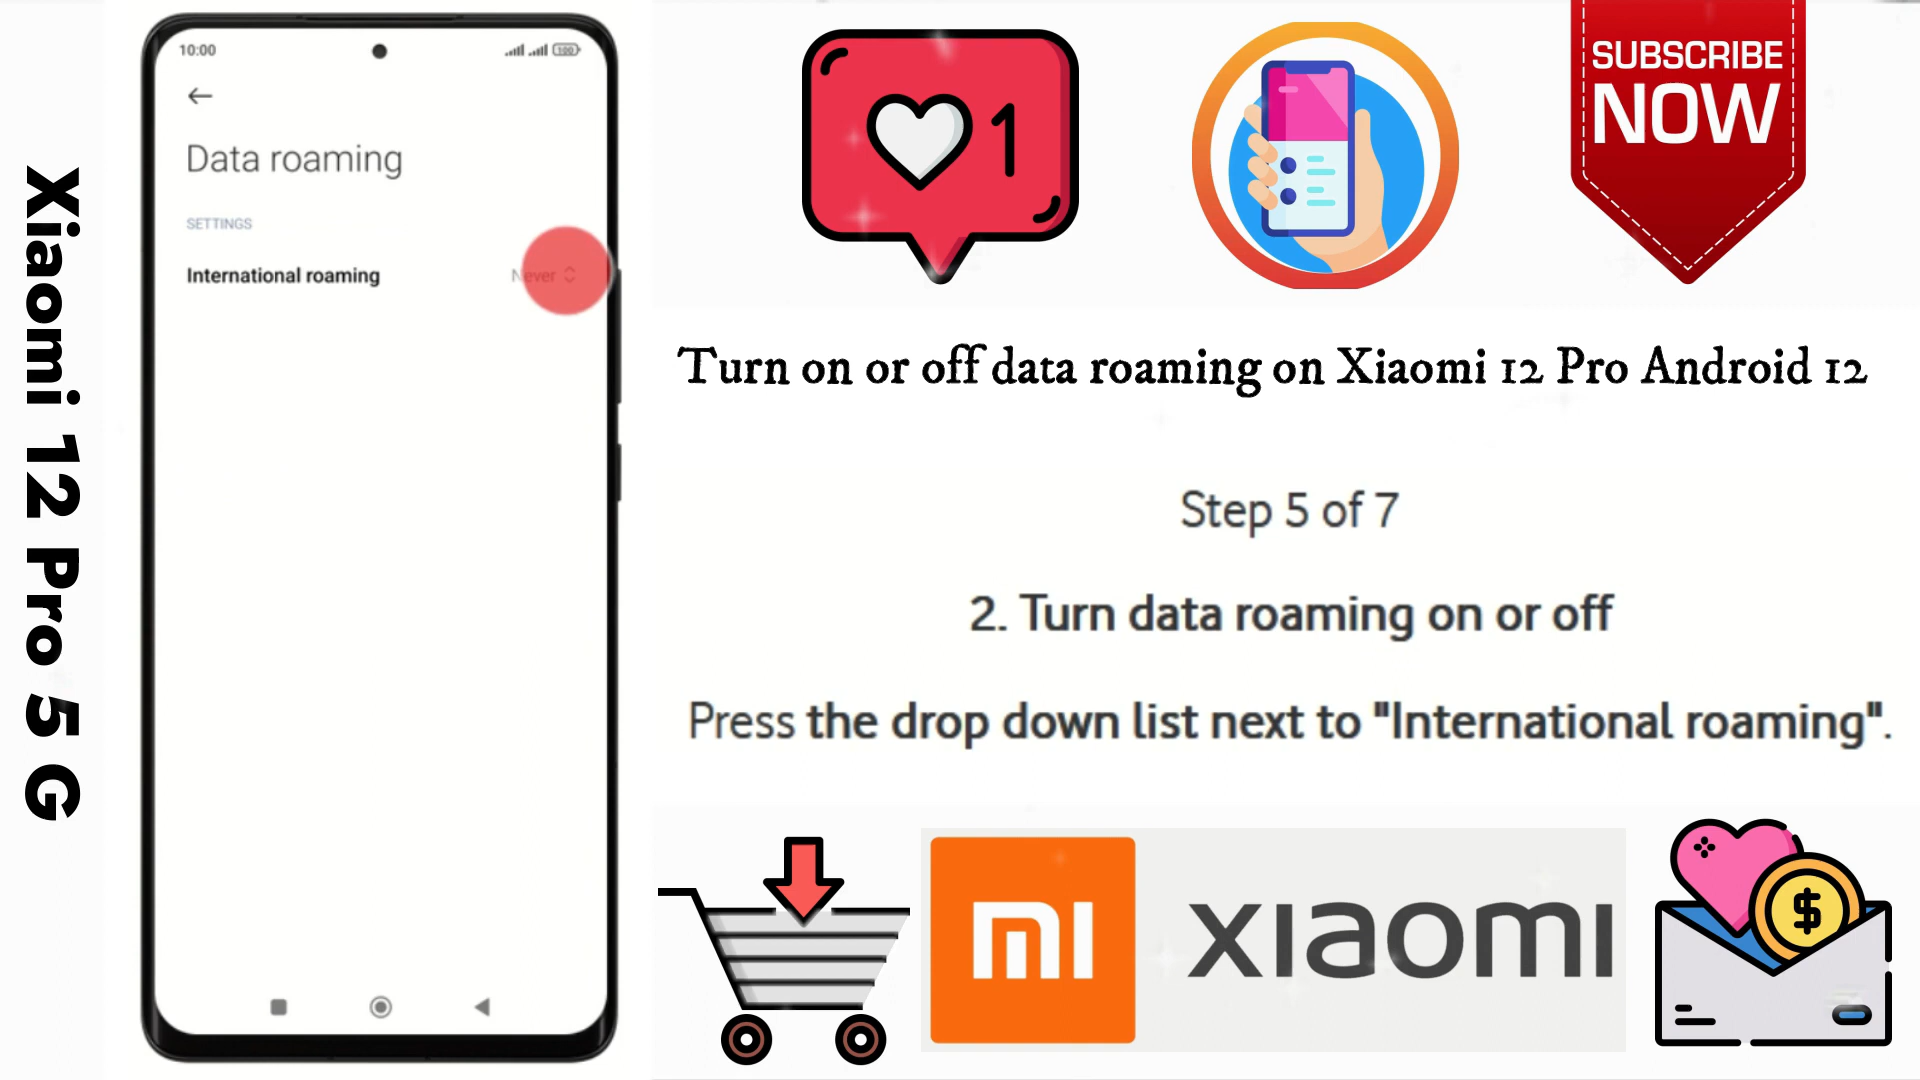 Xiaomi 12 Pro 5 G
10:00
100
Data roaming
SETTINGS
International roaming
Never
1
SUBSCRIBE
NOW
Turn on or off data roaming on Xiaomi 12 Pro Android 12
Step 5 of 7
2. Turn data roaming on or off
Press the drop down list next to "International roaming".
mi
xiaomi
$